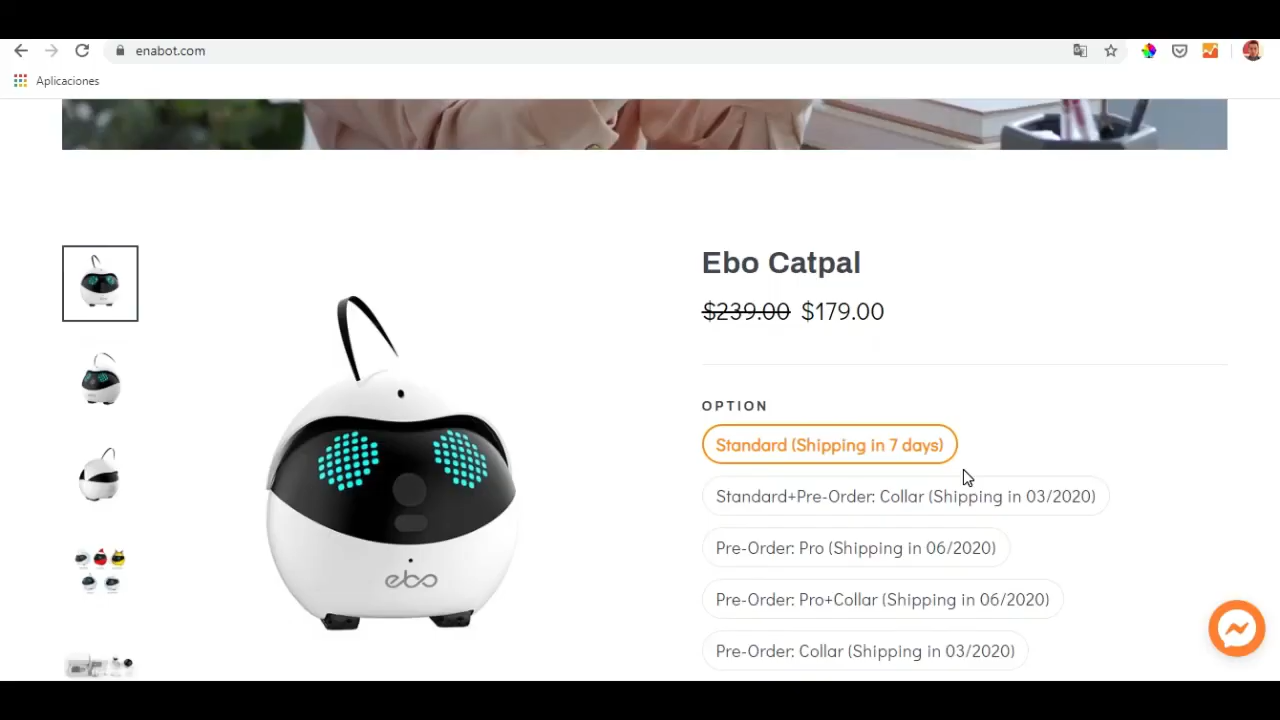 enabot.com
Aplicaciones
Ebo Catpal
$239.00 $179.00
OPTION
Standard (Shipping in 7 days)
Standard+Pre-Order: Collar (Shipping in 03/2020)
Pre-Order: Pro (Shipping in 06/2020)
Pre-Order: Pro+Collar (Shipping in 06/2020)
Pre-Order: Collar (Shipping in 03/2020)
ebo